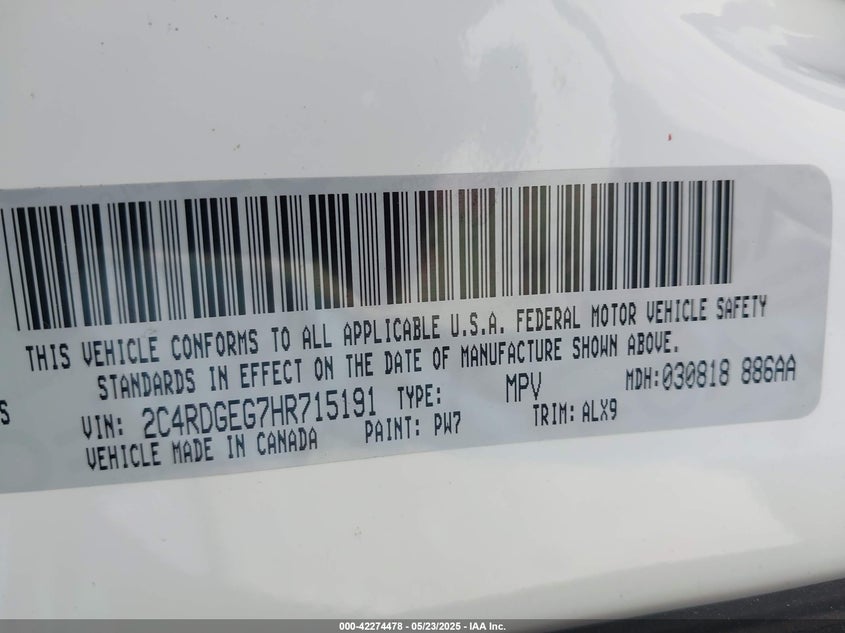 THIS VEHICLE CONFORMS TO ALL APPLICABLE U.S.A. FEDERAL MOTOR VEHICLE SAFETY
STANDARDS IN EFFECT ON THE DATE OF MANUFACTURE SHOWN ABOVE.
S
VIN: 2C4RDGEG7HR715191 TYPE: MPV MDH:030818 886AA
VEHICLE MADE IN CANADA PAINT: PW7 TRIM: ALX9
000-42274478 - 05/23/2025 - IAA Inc.